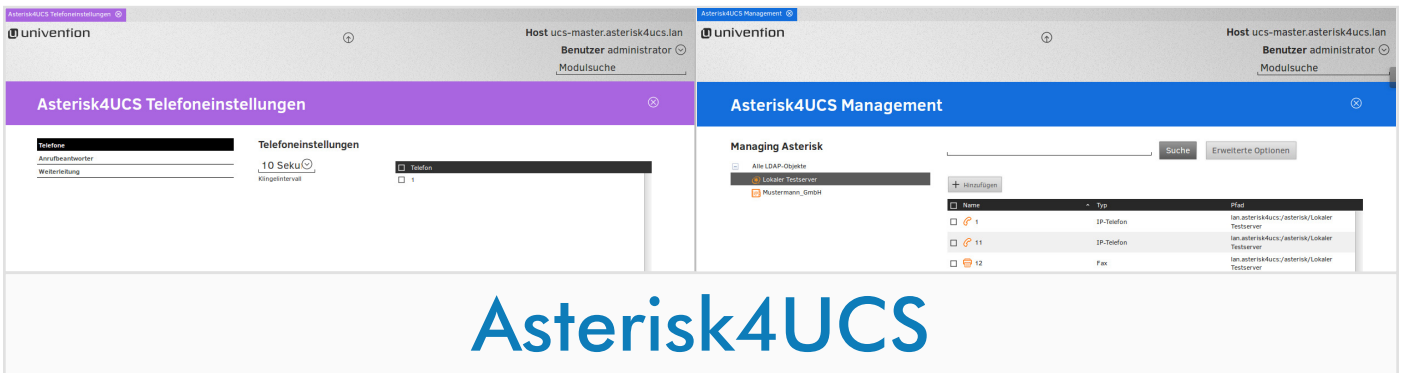 Asterisk4UCS Telefoneinstellungen
univention
Host ucs-master.asterisk4ucs.lan
Benutzer administrator
Modulsuche
Asterisk4UCS Telefoneinstellungen
Telefone
Anrufbeantworter
Weiterleitung
Telefoneinstellungen
10 Seku
Klingelintervall
Telefon
1
Asterisk4UCS Management
univention
Host ucs-master.asterisk4ucs.lan
Benutzer administrator
Modulsuche
Asterisk4UCS Management
Managing Asterisk
Alle LDAP-Objekte
Lokaler Testserver
Mustermann_GmbH
Suche Erweiterte Optionen
+ Hinzufügen
Name Typ Pfad
1 IP-Telefon lan.asterisk4ucs:/asterisk/Lokaler
Testserver
11 IP-Telefon lan.asterisk4ucs:/asterisk/Lokaler
Testserver
12 Fax lan.asterisk4ucs:/asterisk/Lokaler
Testserver
Asterisk4UCS